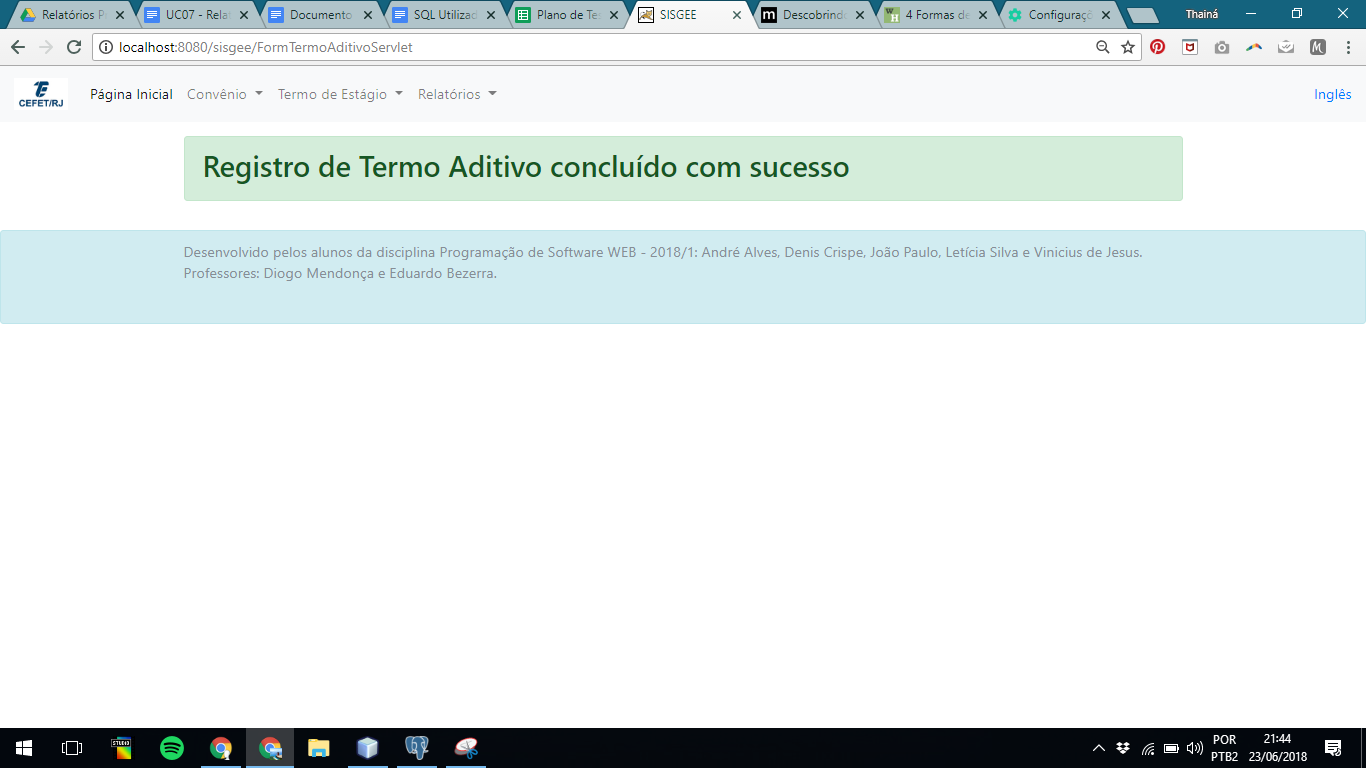 Relatórios P
UC07 - Relat
Documento
SQL Utilizad
Plano de Tes
SISGEE
Descobrindo
4 Formas de
Configuraçõ
Thainá
localhost:8080/sisgee/FormTermoAditivoServlet
CEFET/RJ
Página Inicial
Convênio
Termo de Estágio
Relatórios
Inglês
Registro de Termo Aditivo concluído com sucesso
Desenvolvido pelos alunos da disciplina Programação de Software WEB - 2018/1: André Alves, Denis Crispe, João Paulo, Letícia Silva e Vinicius de Jesus.
Professores: Diogo Mendonça e Eduardo Bezerra.
STUDIO
POR
PTB2
21:44
23/06/2018